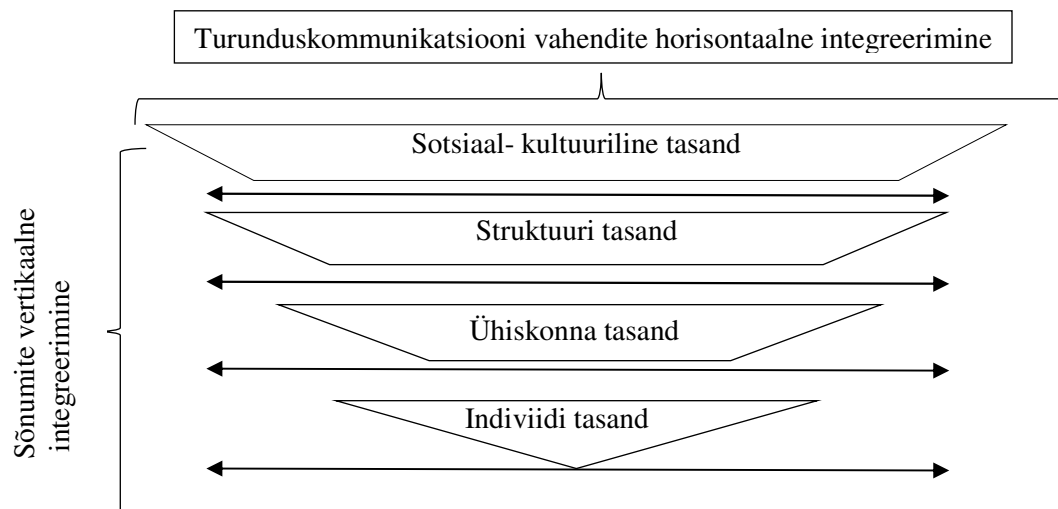 Turunduskommunikatsiooni vahendite horisontaalne integreerimine
Sotsiaal- kultuuriline tasand
Struktuuri tasand
Ühiskonna tasand
Indiviidi tasand
Sõnumite vertikaalne
integreerimine